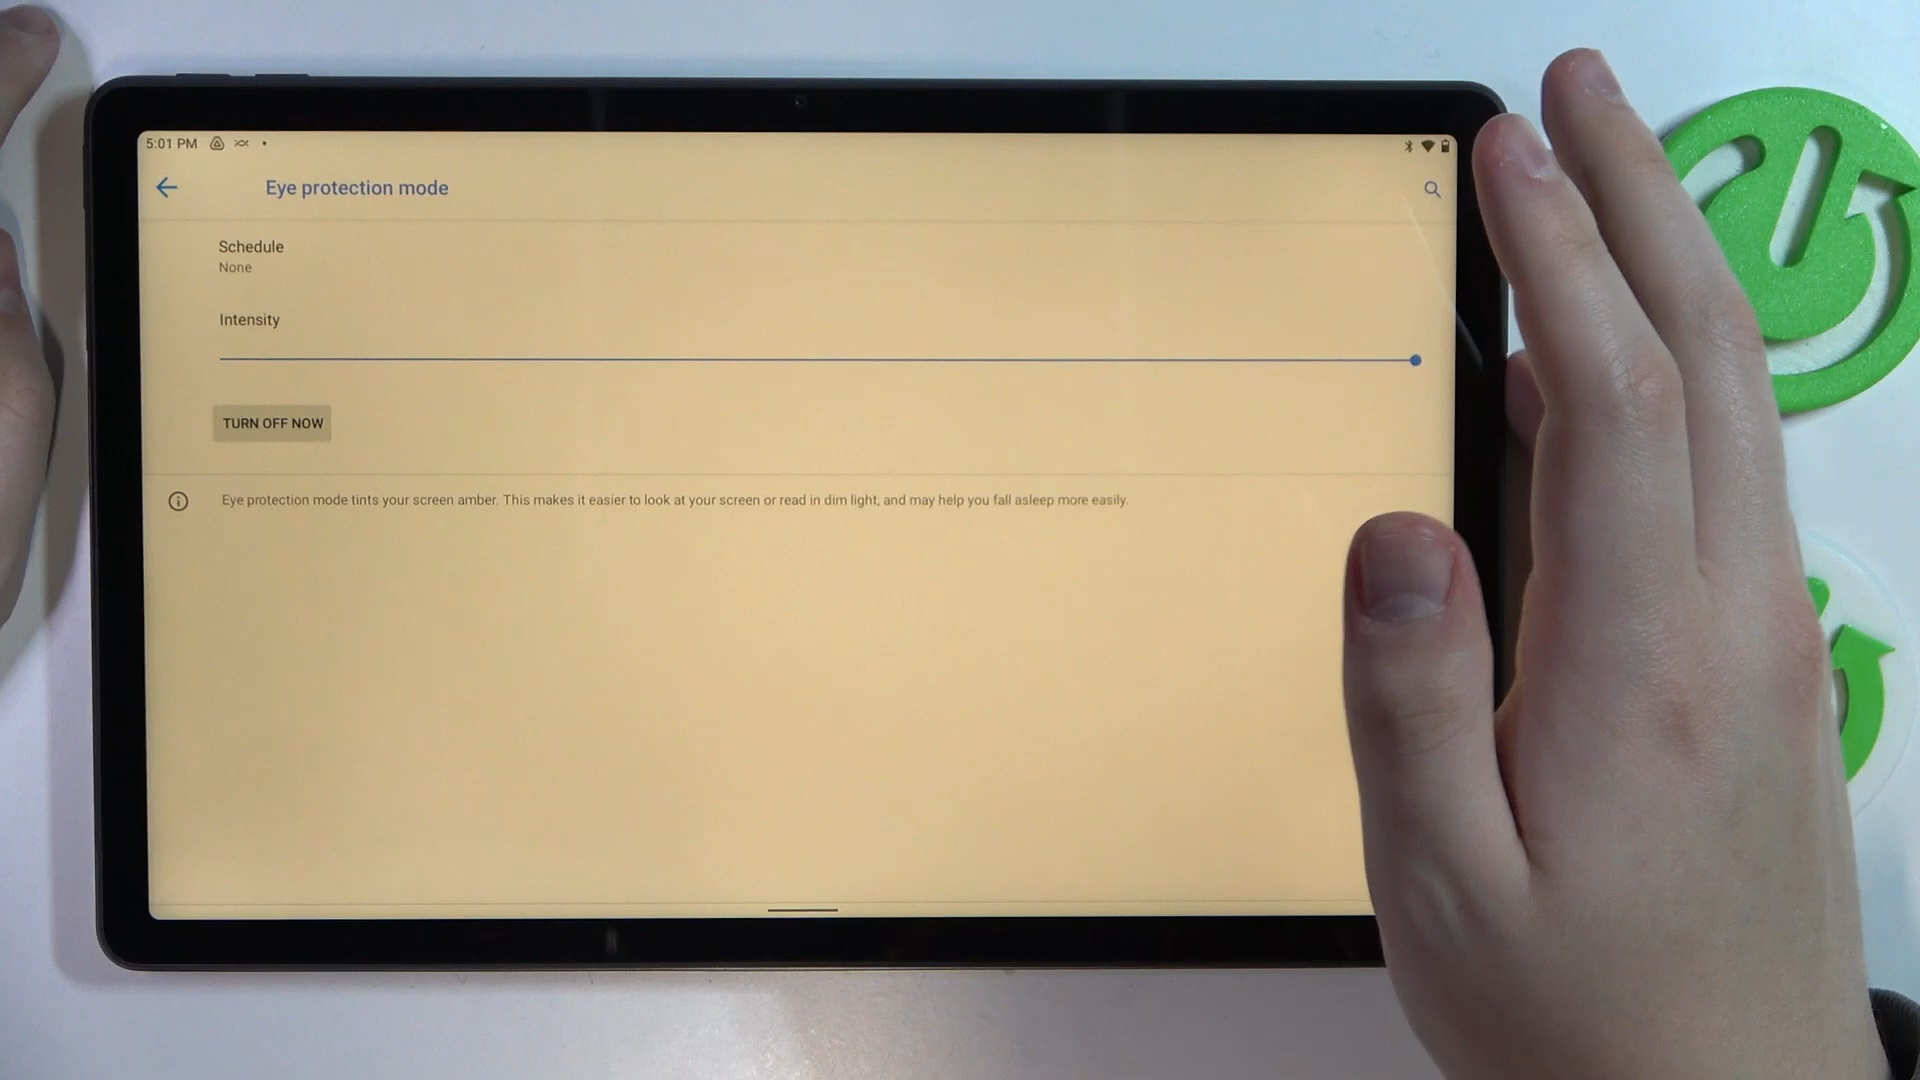 5:01 PM
Eye protection mode
Schedule
None
Intensity
TURN OFF NOW
Eye protection mode tints your screen amber. This makes it easier to look at your screen or read in dim light, and may help you fall asleep more easily.